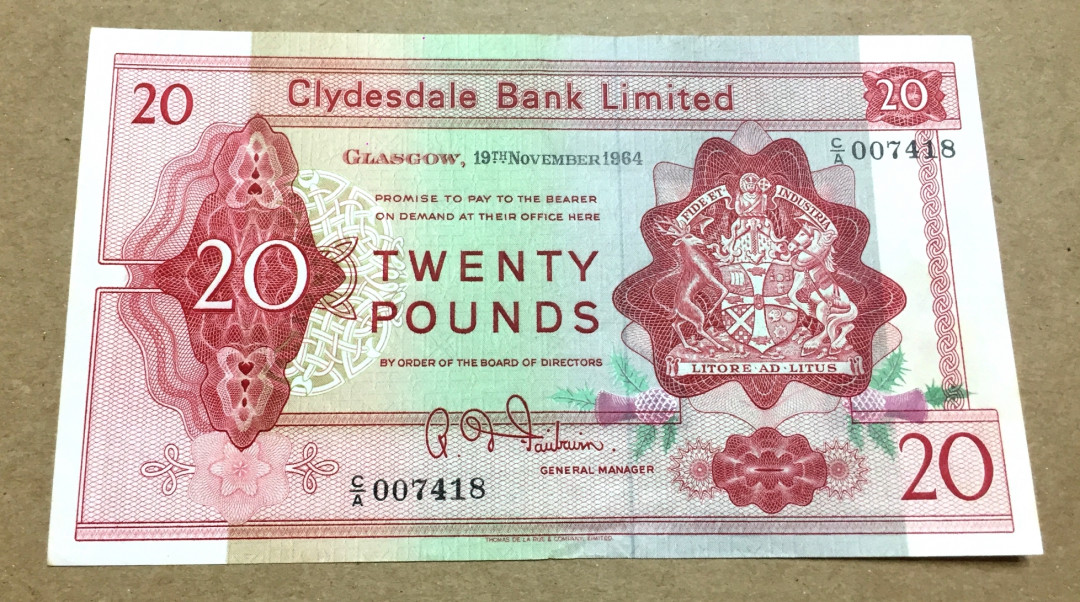 20
Clydesdale Bank Limited
20
GLASGOW, 19TH NOVEMBER 1964
C/A 007418
PROMISE TO PAY TO THE BEARER
ON DEMAND AT THEIR OFFICE HERE
20
TWENTY
POUNDS
FIDE ET INDUSTRIA
LITORE·AD·LITUS
BY ORDER OF THE BOARD OF DIRECTORS
R. D. Fairbairn.
GENERAL MANAGER
C/A 007418
20
THOMAS DE LA RUE & COMPANY, LIMITED.